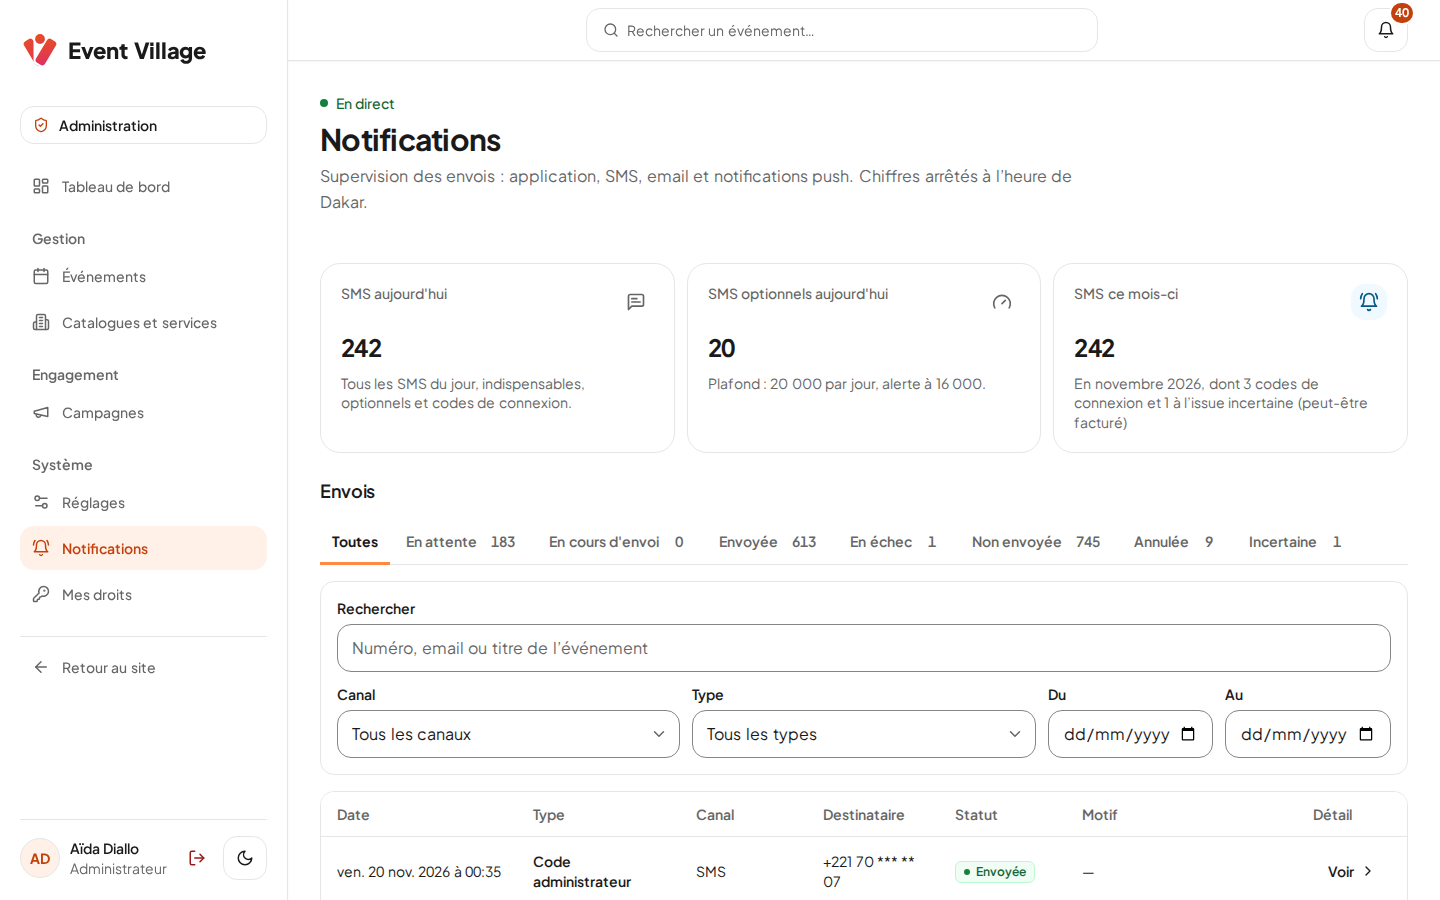 Event Village
Rechercher un événement…
40
Administration
Tableau de bord
Gestion
Événements
Catalogues et services
Engagement
Campagnes
Système
Réglages
Notifications
Mes droits
Retour au site
AD
Aïda Diallo
Administrateur
En direct
Notifications
Supervision des envois : application, SMS, email et notifications push. Chiffres arrêtés à l'heure de
Dakar.
SMS aujourd'hui
242
Tous les SMS du jour, indispensables,
optionnels et codes de connexion.
SMS optionnels aujourd'hui
20
Plafond : 20 000 par jour, alerte à 16 000.
SMS ce mois-ci
242
En novembre 2026, dont 3 codes de
connexion et 1 à l'issue incertaine (peut-être
facturé)
Envois
Toutes En attente 183 En cours d'envoi 0 Envoyée 613 En échec 1 Non envoyée 745 Annulée 9 Incertaine 1
Rechercher
Numéro, email ou titre de l'événement
Canal Type Du Au
Tous les canaux Tous les types dd/mm/yyyy dd/mm/yyyy
Date Type Canal Destinataire Statut Motif Détail
ven. 20 nov. 2026 à 00:35 Code administrateur SMS +221 70 *** ** 07 Envoyée — Voir